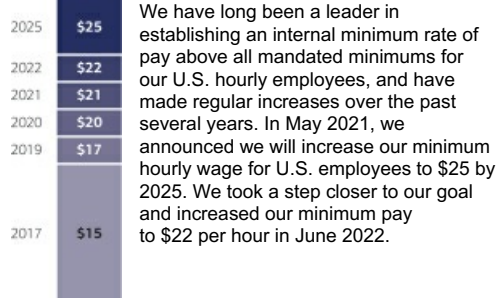 2025 $25
2022 $22
2021 $21
2020 $20
2019 $17
2017 $15
We have long been a leader in
establishing an internal minimum rate of
pay above all mandated minimums for
our U.S. hourly employees, and have
made regular increases over the past
several years. In May 2021, we
announced we will increase our minimum
hourly wage for U.S. employees to $25 by
2025. We took a step closer to our goal
and increased our minimum pay
to $22 per hour in June 2022.